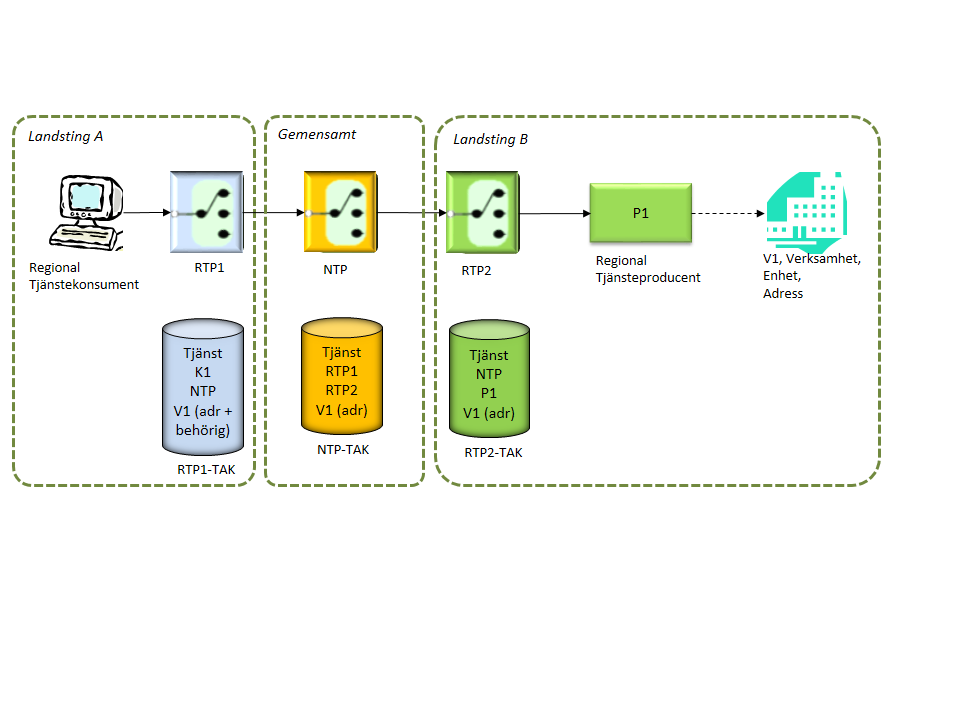 Landsting A
Gemensamt
Landsting B
P1
RTP1
NTP
RTP2
Regional
Tjänstekonsument
Regional
Tjänsteproducent
V1, Verksamhet,
Enhet,
Adress
Tjänst
K1
NTP
V1 (adr +
behörig)
RTP1-TAK
Tjänst
RTP1
RTP2
V1 (adr)
NTP-TAK
Tjänst
NTP
P1
V1 (adr)
RTP2-TAK